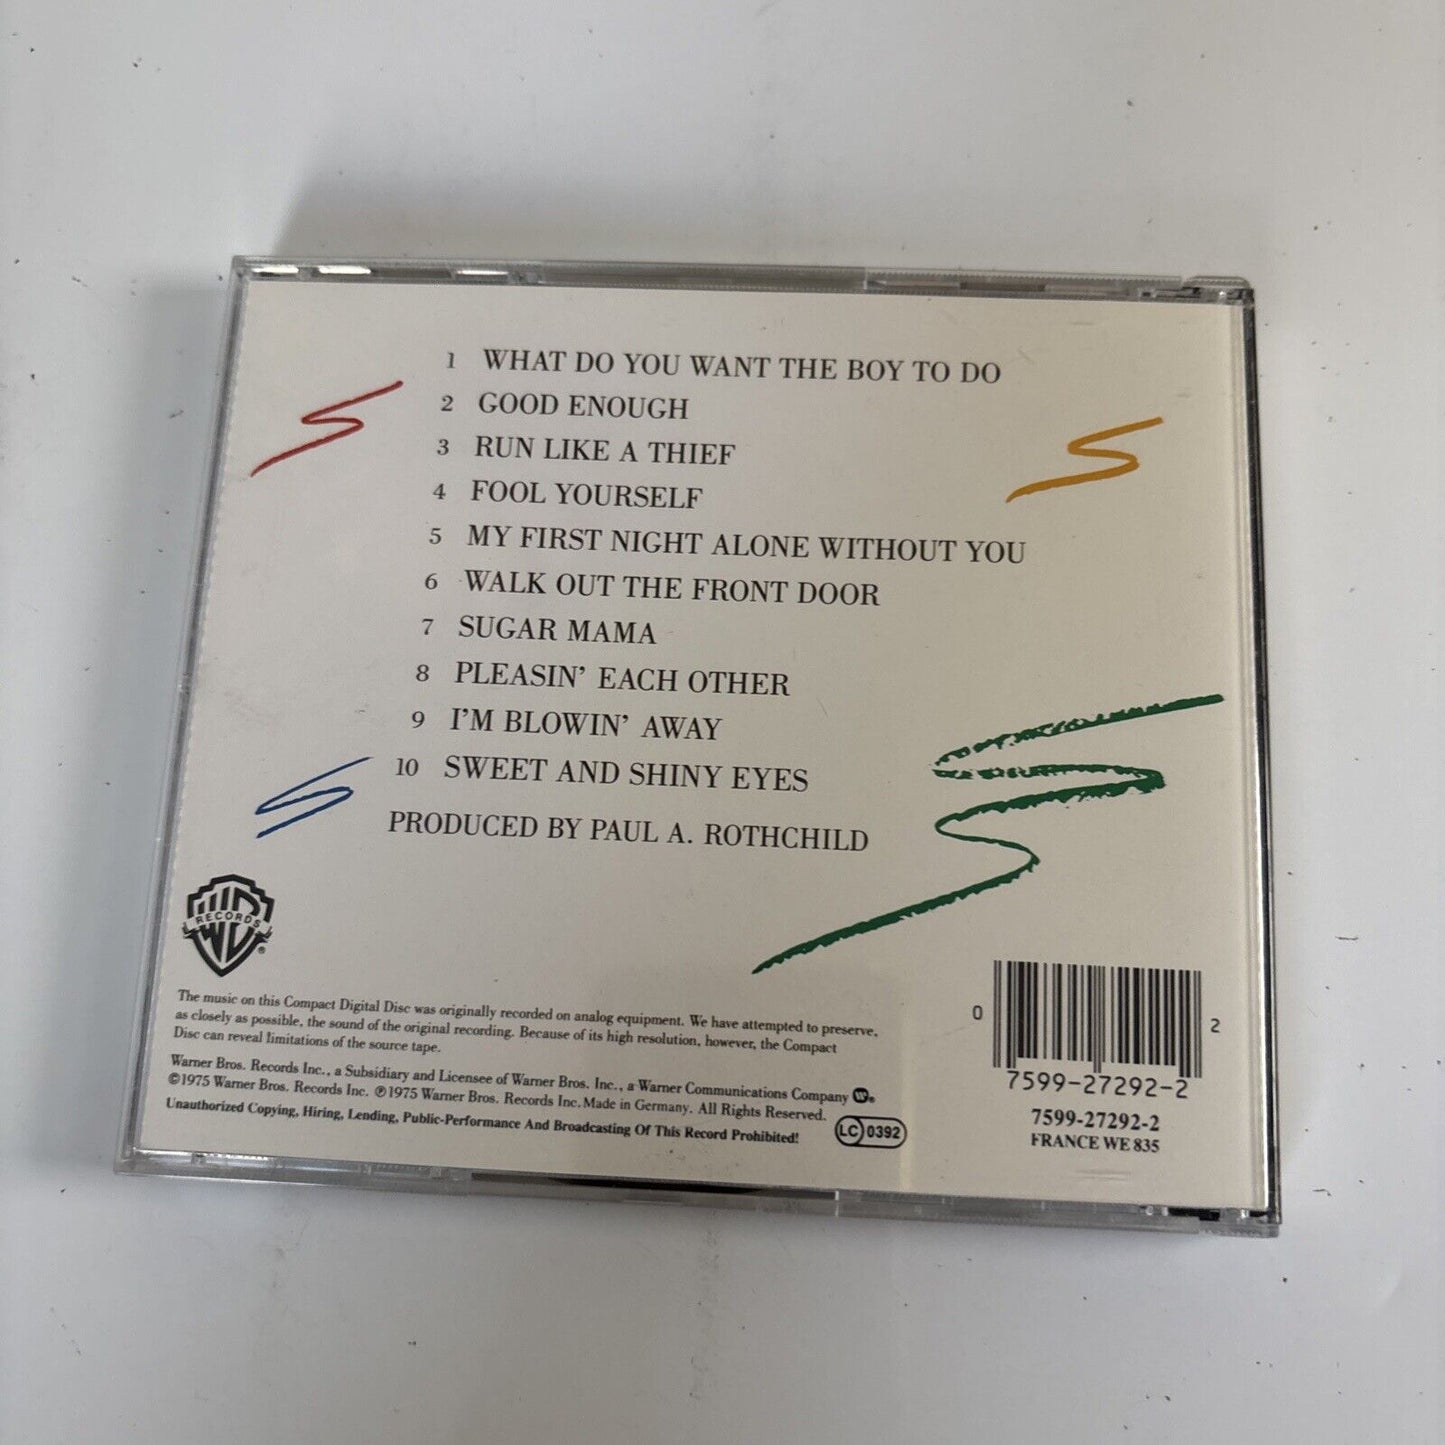 1 WHAT DO YOU WANT THE BOY TO DO
2 GOOD ENOUGH
3 RUN LIKE A THIEF
4 FOOL YOURSELF
5 MY FIRST NIGHT ALONE WITHOUT YOU
6 WALK OUT THE FRONT DOOR
7 SUGAR MAMA
8 PLEASIN' EACH OTHER
9 I'M BLOWIN' AWAY
10 SWEET AND SHINY EYES
PRODUCED BY PAUL A. ROTHCHILD
WB
RECORDS
®
The music on this Compact Digital Disc was originally recorded on analog equipment. We have attempted to preserve,
as closely as possible, the sound of the original recording. Because of its high resolution, however, the Compact
Disc can reveal limitations of the source tape.
Warner Bros. Records Inc., a Subsidiary and Licensee of Warner Bros. Inc., a Warner Communications Company
©1975 Warner Bros. Records Inc. ℗1975 Warner Bros. Records Inc. Made in Germany. All Rights Reserved.
Unauthorized Copying, Hiring, Lending, Public-Performance And Broadcasting Of This Record Prohibited!
LC 0392
0 7599-27292-2 2
7599-27292-2
FRANCE WE 835